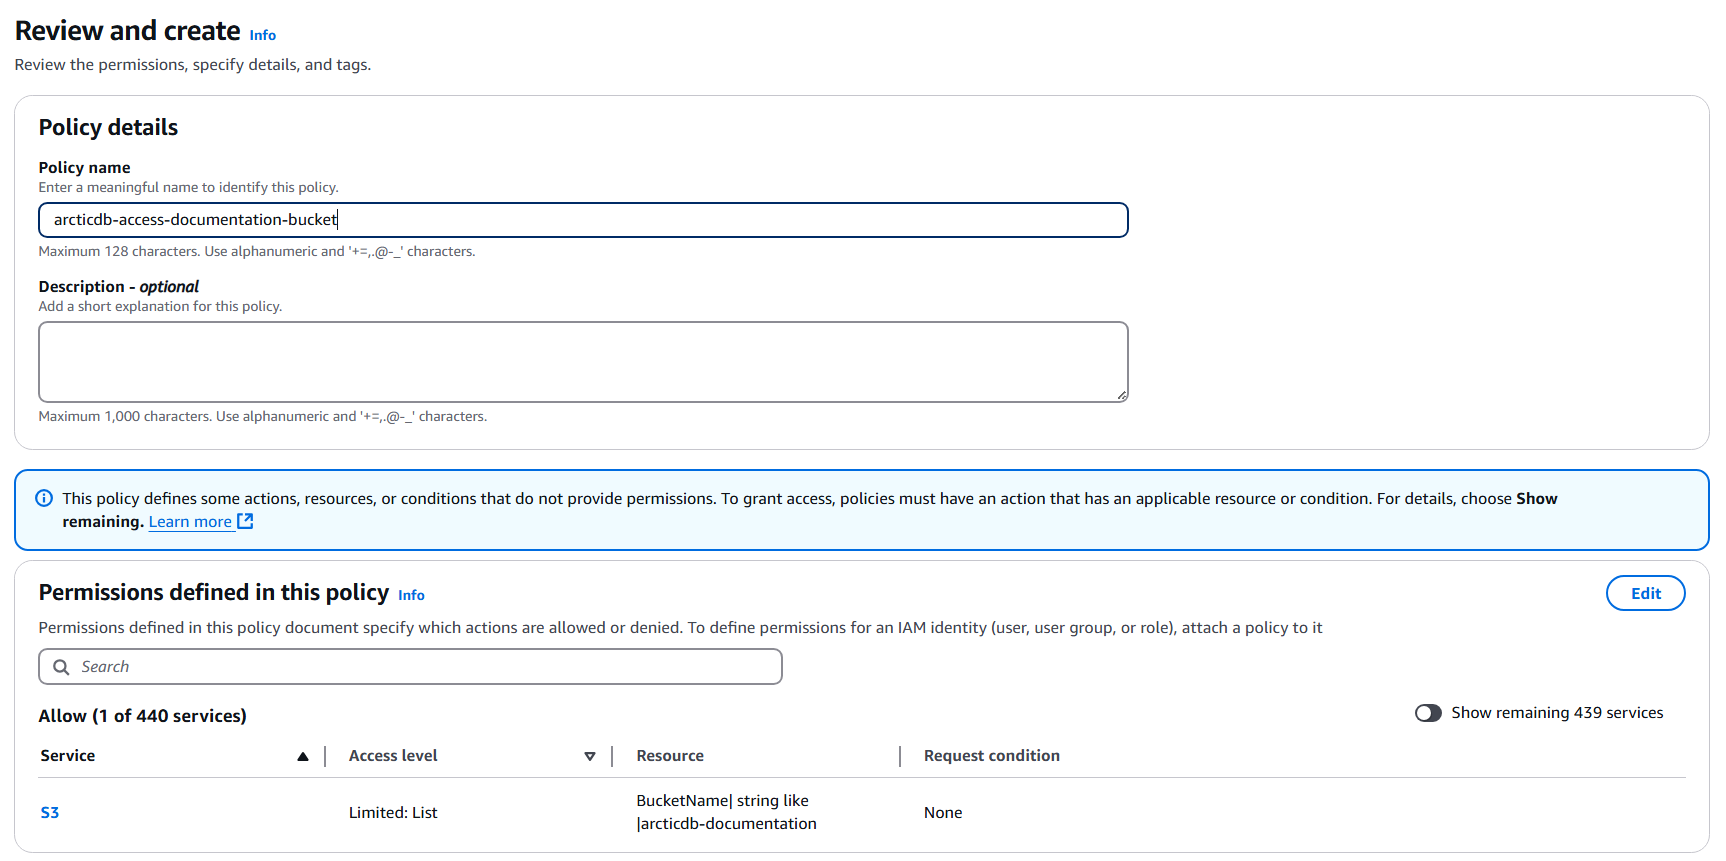 Review and create Info
Review the permissions, specify details, and tags.
Policy details
Policy name
Enter a meaningful name to identify this policy.
arcticdb-access-documentation-bucket
Maximum 128 characters. Use alphanumeric and '+=,.@-_' characters.
Description - optional
Add a short explanation for this policy.
Maximum 1,000 characters. Use alphanumeric and '+=,.@-_' characters.
This policy defines some actions, resources, or conditions that do not provide permissions. To grant access, policies must have an action that has an applicable resource or condition. For details, choose Show
remaining. Learn more
Permissions defined in this policy Info
Edit
Permissions defined in this policy document specify which actions are allowed or denied. To define permissions for an IAM identity (user, user group, or role), attach a policy to it
Search
Allow (1 of 440 services)
Show remaining 439 services
Service Access level Resource Request condition
S3 Limited: List BucketName| string like
|arcticdb-documentation None